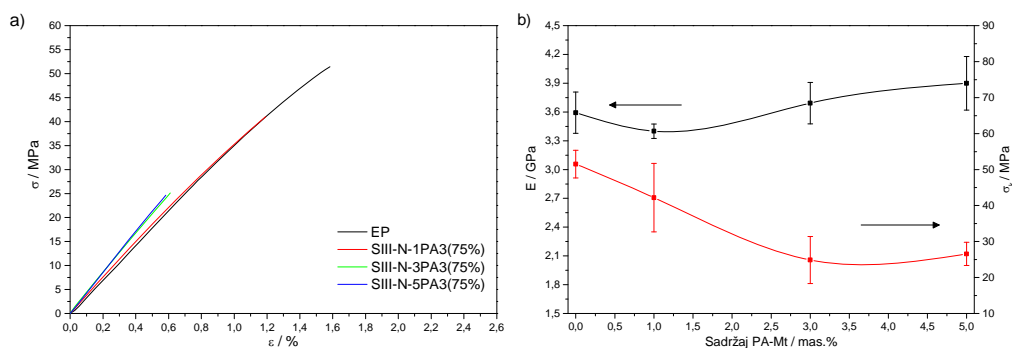 a)
60
55
50
45
40
35
30
25
20
15
10
5
0
σ / MPa
0,0 0,2 0,4 0,6 0,8 1,0 1,2 1,4 1,6 1,8 2,0 2,2 2,4 2,6
ε / %
EP
SIII-N-1PA3(75%)
SIII-N-3PA3(75%)
SIII-N-5PA3(75%)
b)
4,5
4,2
3,9
3,6
3,3
3,0
2,7
2,4
2,1
1,8
1,5
E / GPa
90
80
70
60
50
40
30
20
10
σᵥ / MPa
0,0 0,5 1,0 1,5 2,0 2,5 3,0 3,5 4,0 4,5 5,0
Sadržaj PA-Mt / mas.%